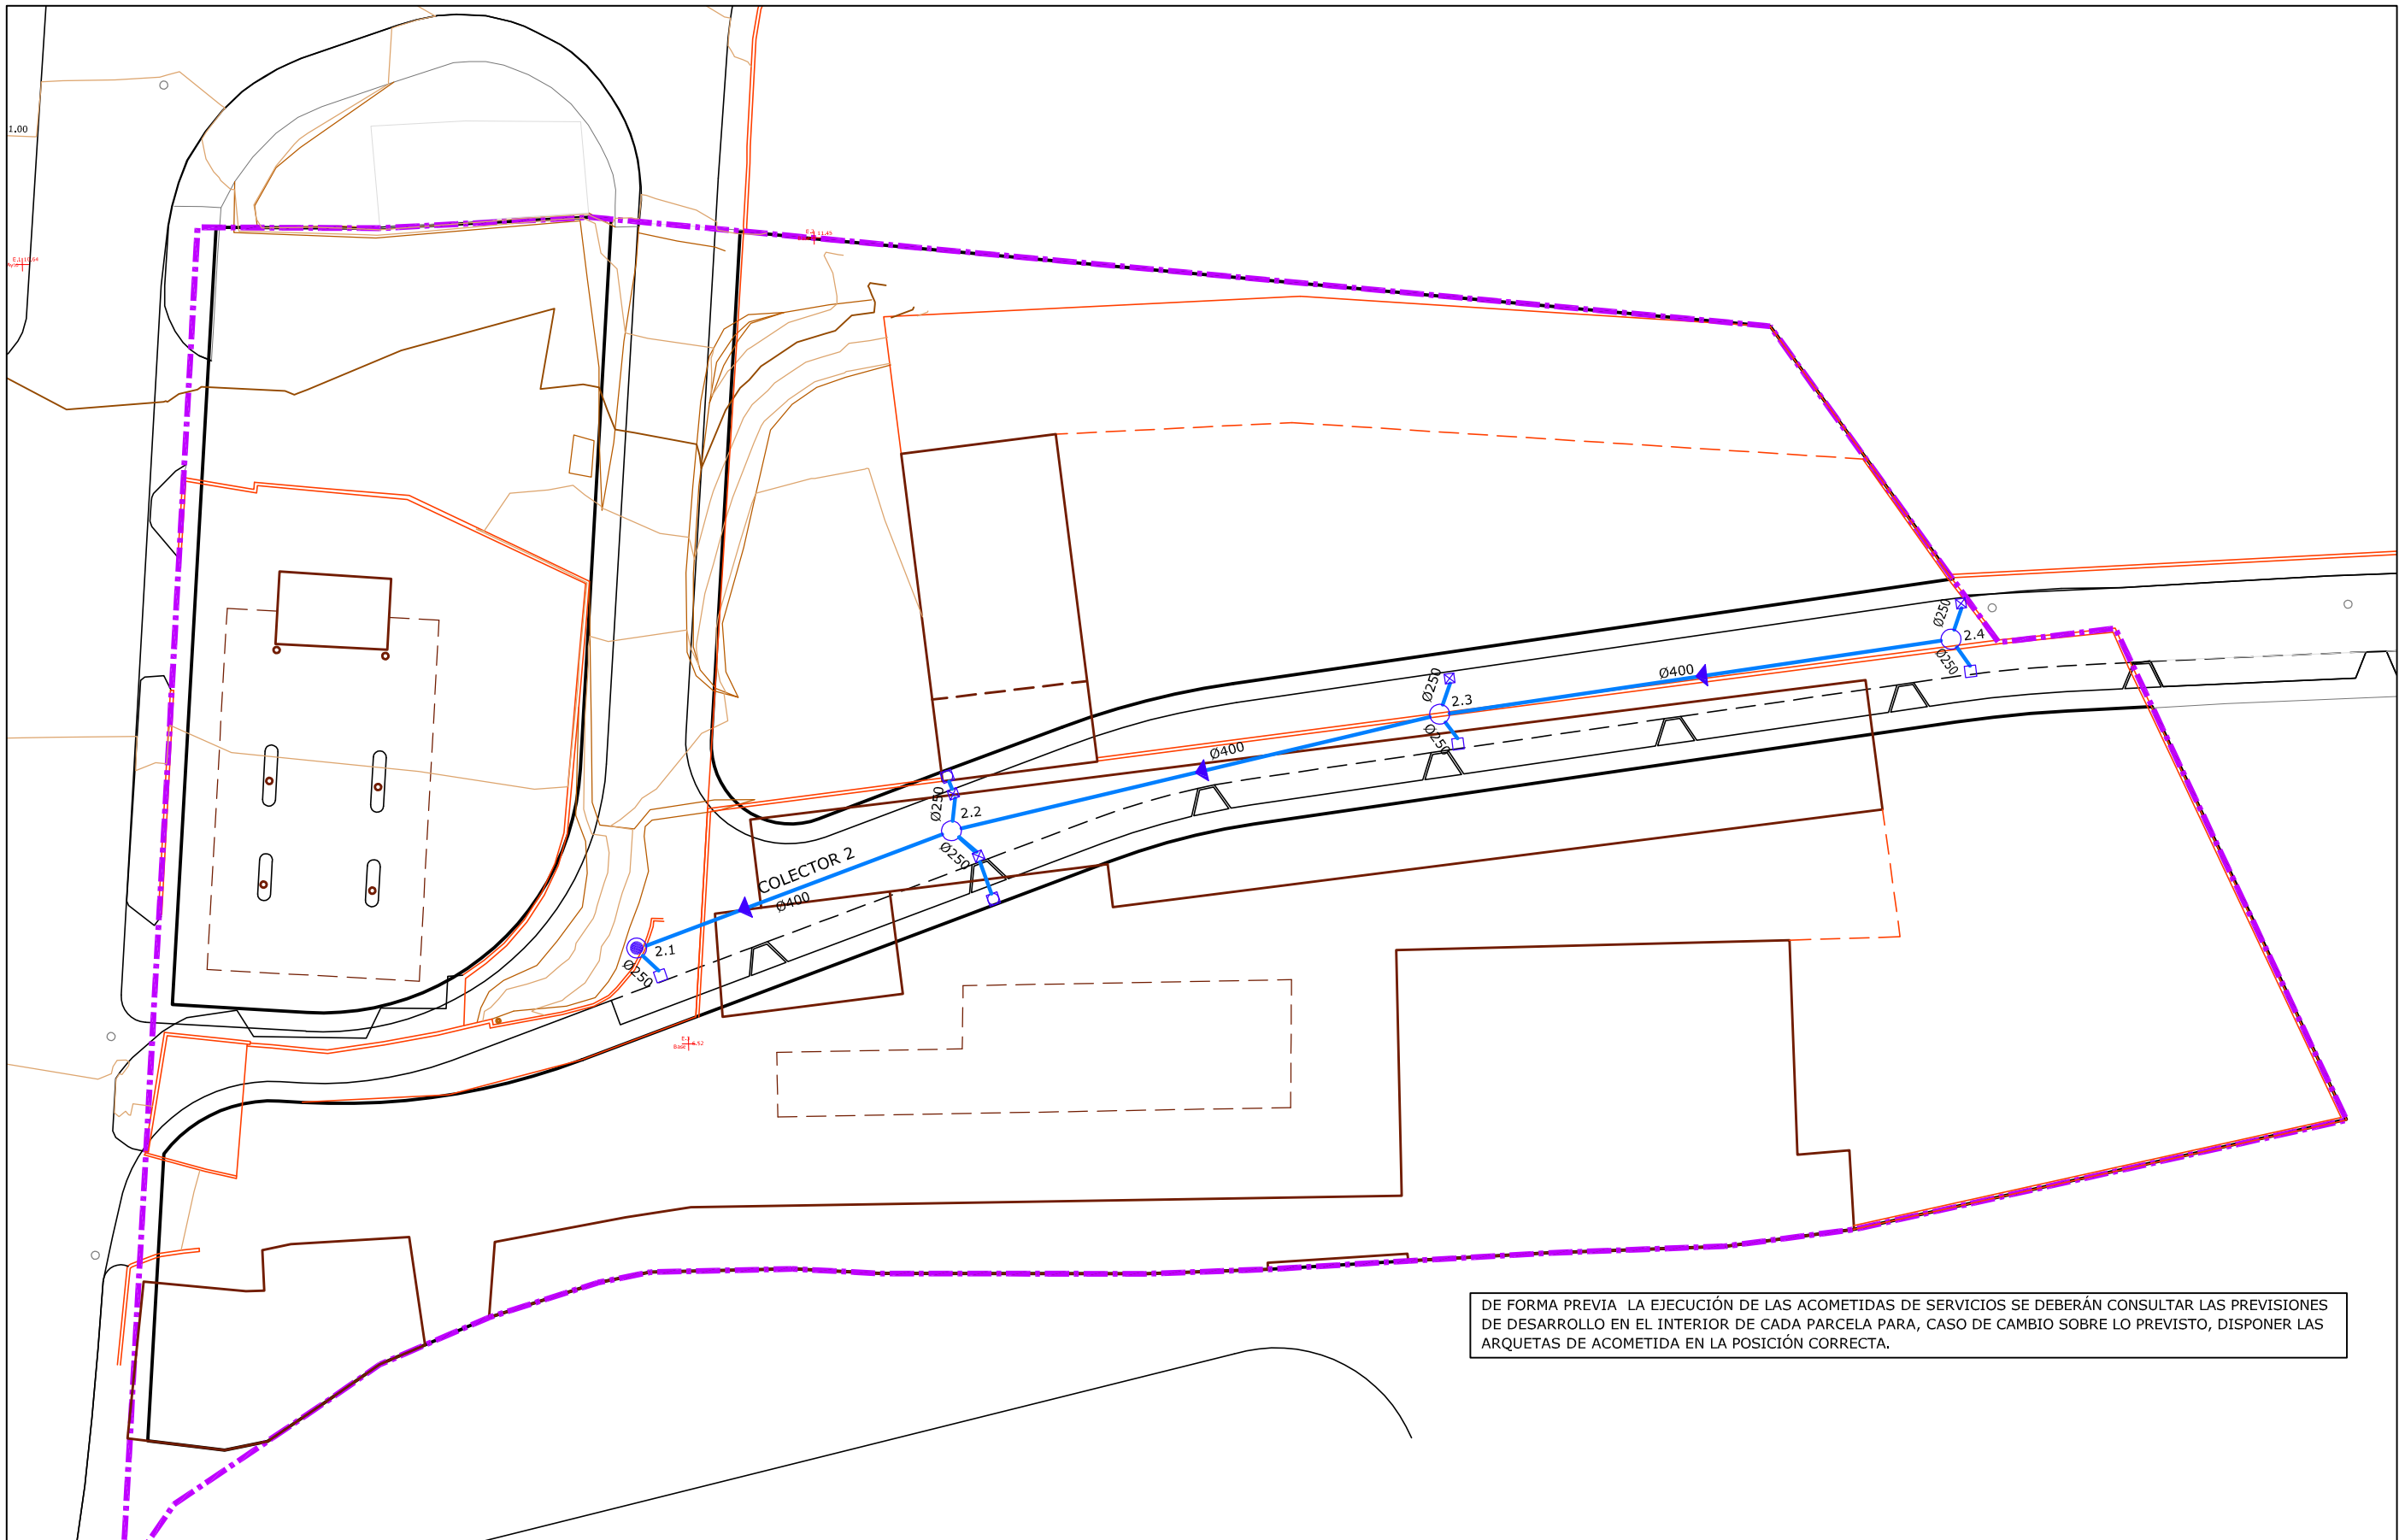 1.00
Ø250
2.4
Ø250
Ø400
Ø250
2.3
Ø250
Ø400
Ø250
2.2
Ø250
COLECTOR 2
Ø400
2.1
Ø250
DE FORMA PREVIA  LA EJECUCIÓN DE LAS ACOMETIDAS DE SERVICIOS SE DEBERÁN CONSULTAR LAS PREVISIONES
DE DESARROLLO EN EL INTERIOR DE CADA PARCELA PARA, CASO DE CAMBIO SOBRE LO PREVISTO, DISPONER LAS
ARQUETAS DE ACOMETIDA EN LA POSICIÓN CORRECTA.